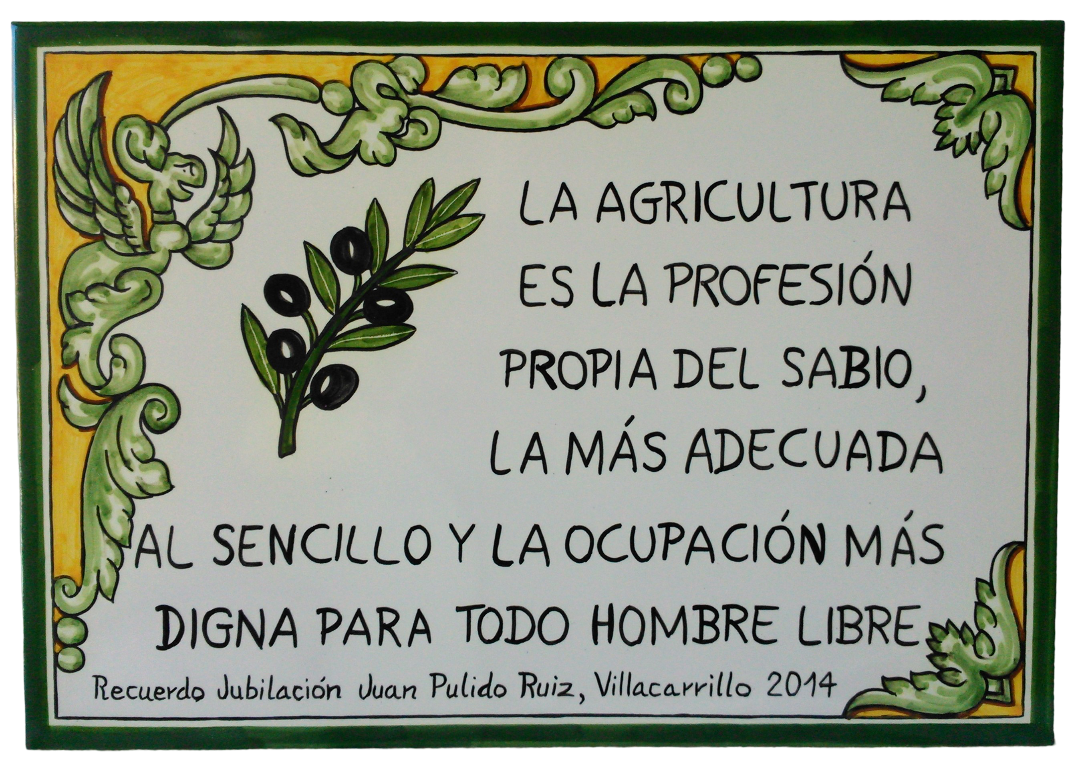 LA AGRICULTURA
ES LA PROFESIÓN
PROPIA DEL SABIO,
LA MÁS ADECUADA
AL SENCILLO Y LA OCUPACIÓN MÁS
DIGNA PARA TODO HOMBRE LIBRE
Recuerdo Jubilación Juan Pulido Ruiz, Villacarrillo 2014